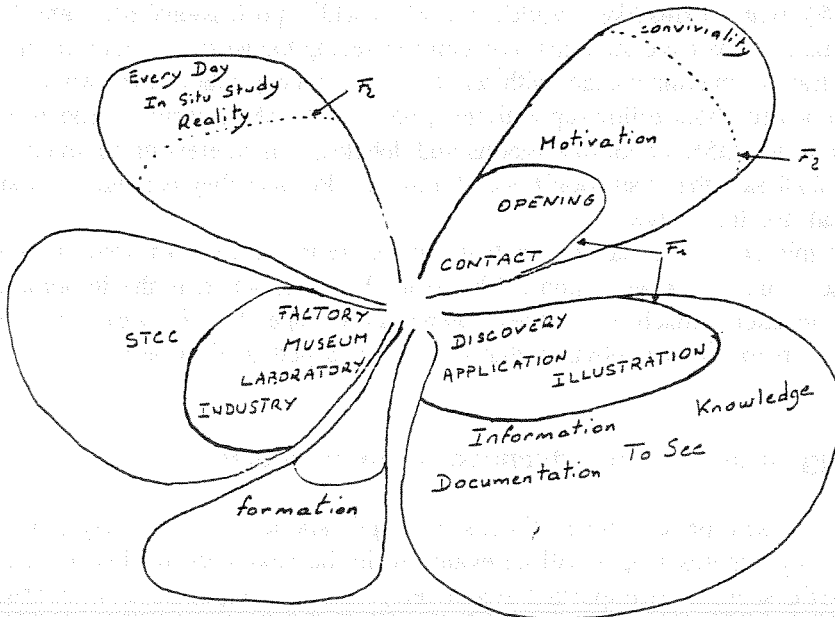 Every Day
In Situ Study
Reality
F2
conviviality
Motivation
F2
OPENING
CONTACT
F1
STCC
FACTORY
MUSEUM
LABORATORY
INDUSTRY
DISCOVERY
APPLICATION
ILLUSTRATION
Knowledge
Information
To See
Documentation
formation